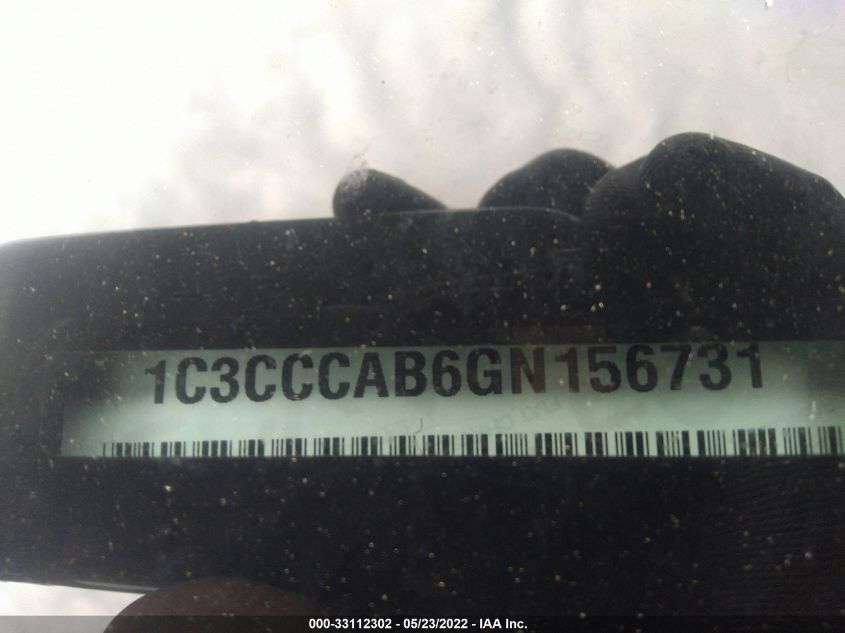 1C3CCCAB6GN156731
000-33112302 - 05/23/2022 - IAA Inc.